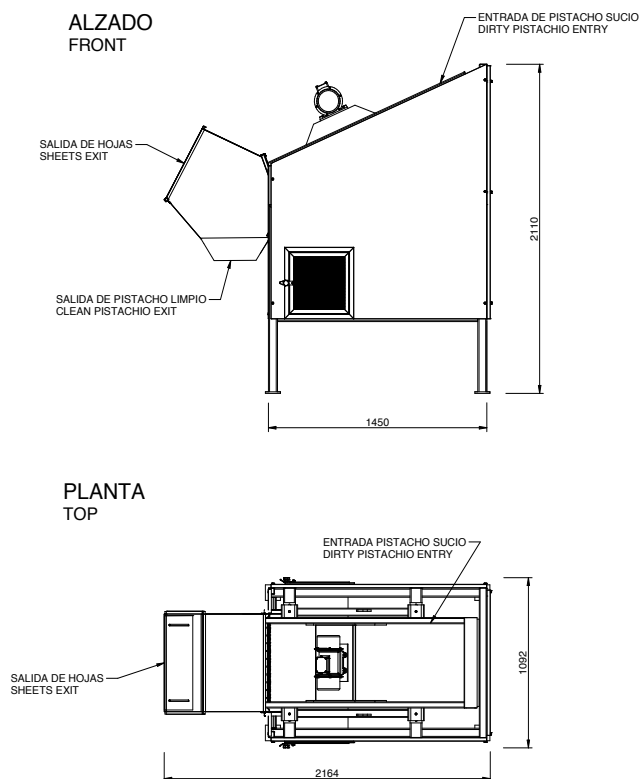 ALZADO
FRONT
ENTRADA DE PISTACHO SUCIO
DIRTY PISTACHIO ENTRY
SALIDA DE HOJAS
SHEETS EXIT
2110
SALIDA DE PISTACHO LIMPIO
CLEAN PISTACHIO EXIT
1450
PLANTA
TOP
ENTRADA PISTACHO SUCIO
DIRTY PISTACHIO ENTRY
1092
SALIDA DE HOJAS
SHEETS EXIT
2164